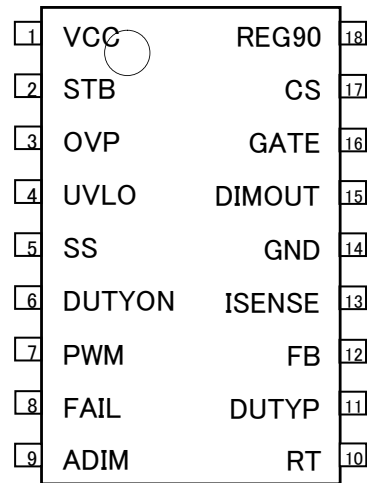 1 VCC REG90 18
2 STB CS 17
3 OVP GATE 16
4 UVLO DIMOUT 15
5 SS GND 14
6 DUTYON ISENSE 13
7 PWM FB 12
8 FAIL DUTYP 11
9 ADIM RT 10